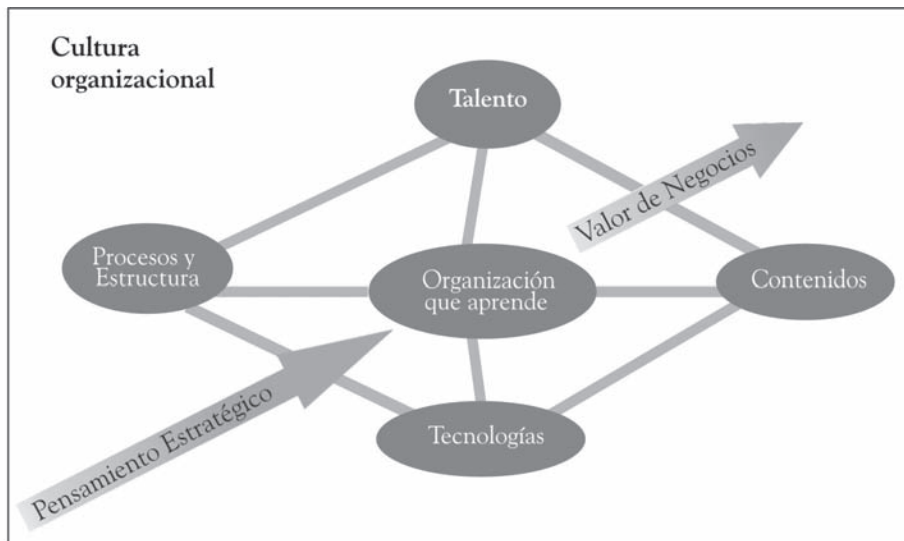 Cultura
organizacional
Talento
Valor de Negocios
Procesos y
Estructura
Organización
que aprende
Contenidos
Pensamiento Estratégico
Tecnologías